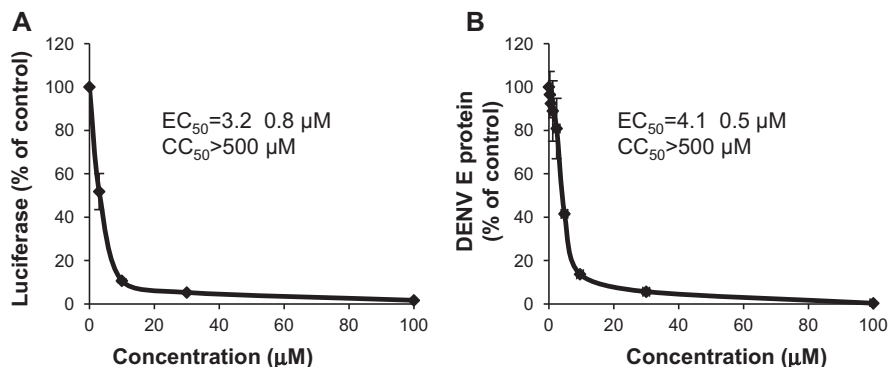 A
Luciferase (% of control)
120
100
80
60
40
20
0
EC50=3.2 0.8 μM
CC50>500 μM
0 20 40 60 80 100
Concentration (μM)
B
DENV E protein
(% of control)
120
100
80
60
40
20
0
EC50=4.1 0.5 μM
CC50>500 μM
0 20 40 60 80 100
Concentration (μM)